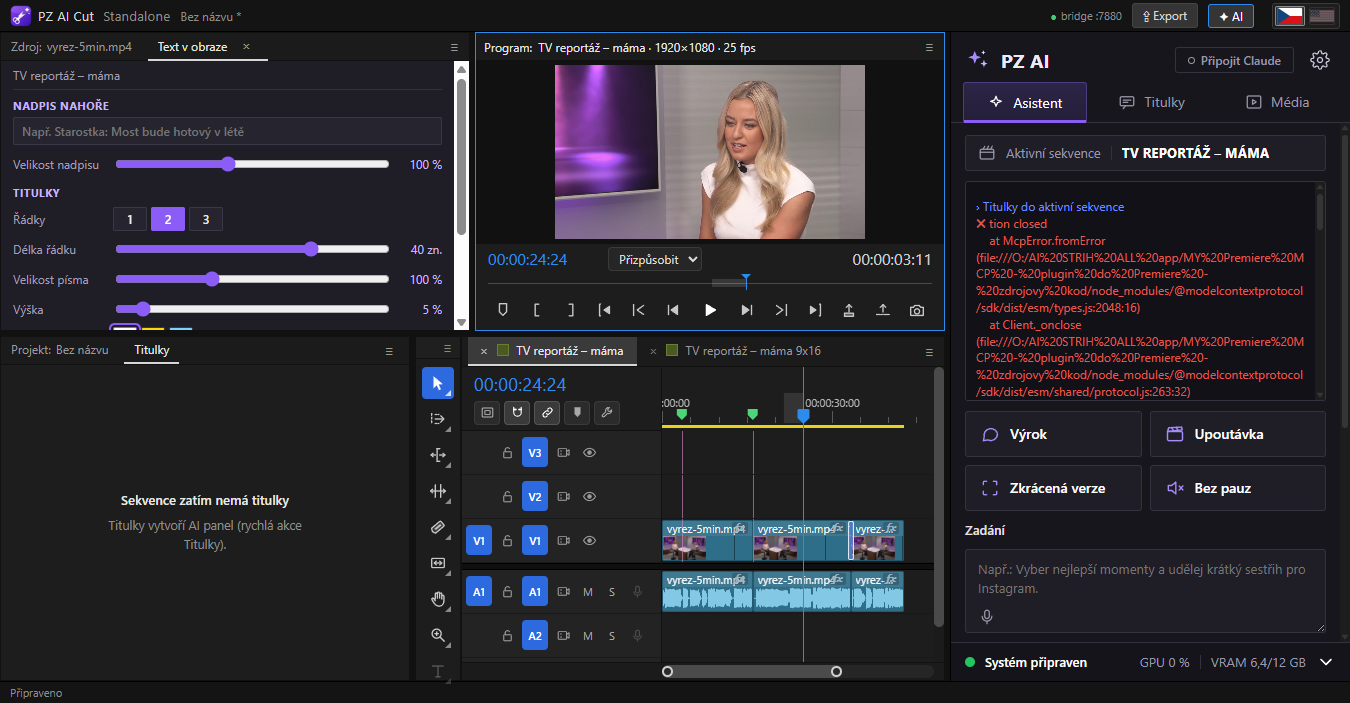 PZ AI Cut Standalone Bez názvu *
bridge :7880
Export
AI
Zdroj: vyrez-5min.mp4
Text v obraze ×
TV reportáž – máma
NADPIS NAHOŘE
Např. Starostka: Most bude hotový v létě
Velikost nadpisu 100 %
TITULKY
Řádky 1 2 3
Délka řádku 40 zn.
Velikost písma 100 %
Výška 5 %
Program: TV reportáž – máma · 1920×1080 · 25 fps
00:00:24:24
Přizpůsobit
00:00:03:11
Projekt: Bez názvu
Titulky
Sekvence zatím nemá titulky
Titulky vytvoří AI panel (rychlá akce
Titulky).
× TV reportáž – máma
× TV reportáž – máma 9x16
00:00:24:24
:00:00
00:00:30:00
V3
V2
V1 V1
vyrez-5min.mp4 fx
vyrez-5min.mp4 fx
vyrez- fx
A1 A1 M S
vyrez-5min.mp4 fx
vyrez-5min.mp4 fx
vyrez- fx
A2 M S
PZ AI
Připojit Claude
Asistent
Titulky
Média
Aktivní sekvence
TV REPORTÁŽ – MÁMA
› Titulky do aktivní sekvence
✕ tion closed
at McpError.fromError
(file:///O:/AI%20STRIH%20ALL%20app/MY%20Premiere%20M
CP%20-%20plugin%20do%20Premiere%20-
%20zdrojovy%20kod/node_modules/@modelcontextprotocol
/sdk/dist/esm/types.js:2048:16)
at Client._onclose
(file:///O:/AI%20STRIH%20ALL%20app/MY%20Premiere%20M
CP%20-%20plugin%20do%20Premiere%20-
%20zdrojovy%20kod/node_modules/@modelcontextprotocol
/sdk/dist/esm/shared/protocol.js:263:32)
Výrok
Upoutávka
Zkrácená verze
Bez pauz
Zadání
Např.: Vyber nejlepší momenty a udělej krátký sestřih pro
Instagram.
Systém připraven
GPU 0 %
VRAM 6,4/12 GB
Připraveno